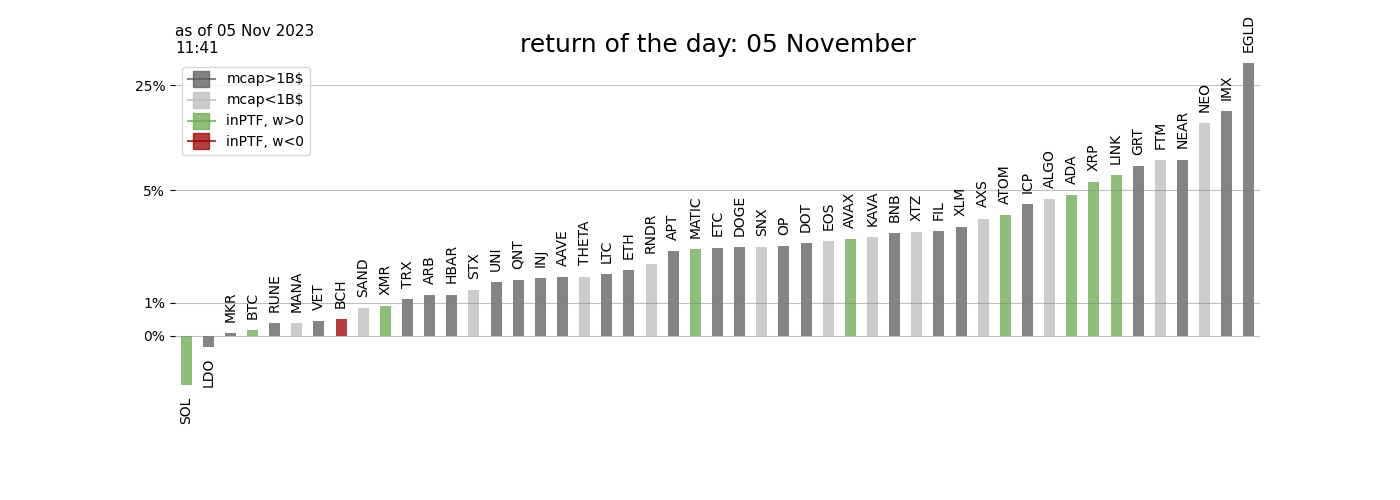 as of 05 Nov 2023
11:41
return of the day: 05 November
mcap>1B$
mcap<1B$
inPTF, w>0
inPTF, w<0
25%
5%
1%
0%
SOL
LDO
MKR
BTC
RUNE
MANA
VET
BCH
SAND
XMR
TRX
ARB
HBAR
STX
UNI
QNT
INJ
AAVE
THETA
LTC
ETH
RNDR
APT
MATIC
ETC
DOGE
SNX
OP
DOT
EOS
AVAX
KAVA
BNB
XTZ
FIL
XLM
AXS
ATOM
ICP
ALGO
ADA
XRP
LINK
GRT
FTM
NEAR
NEO
IMX
EGLD